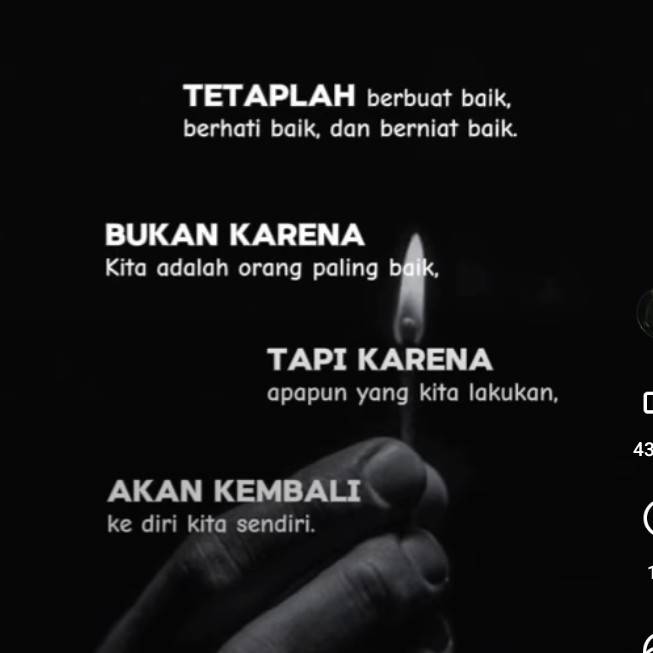 TETAPLAH berbuat baik,
berhati baik, dan berniat baik.
BUKAN KARENA
Kita adalah orang paling baik,
TAPI KARENA
apapun yang kita lakukan,
AKAN KEMBALI
ke diri kita sendiri.